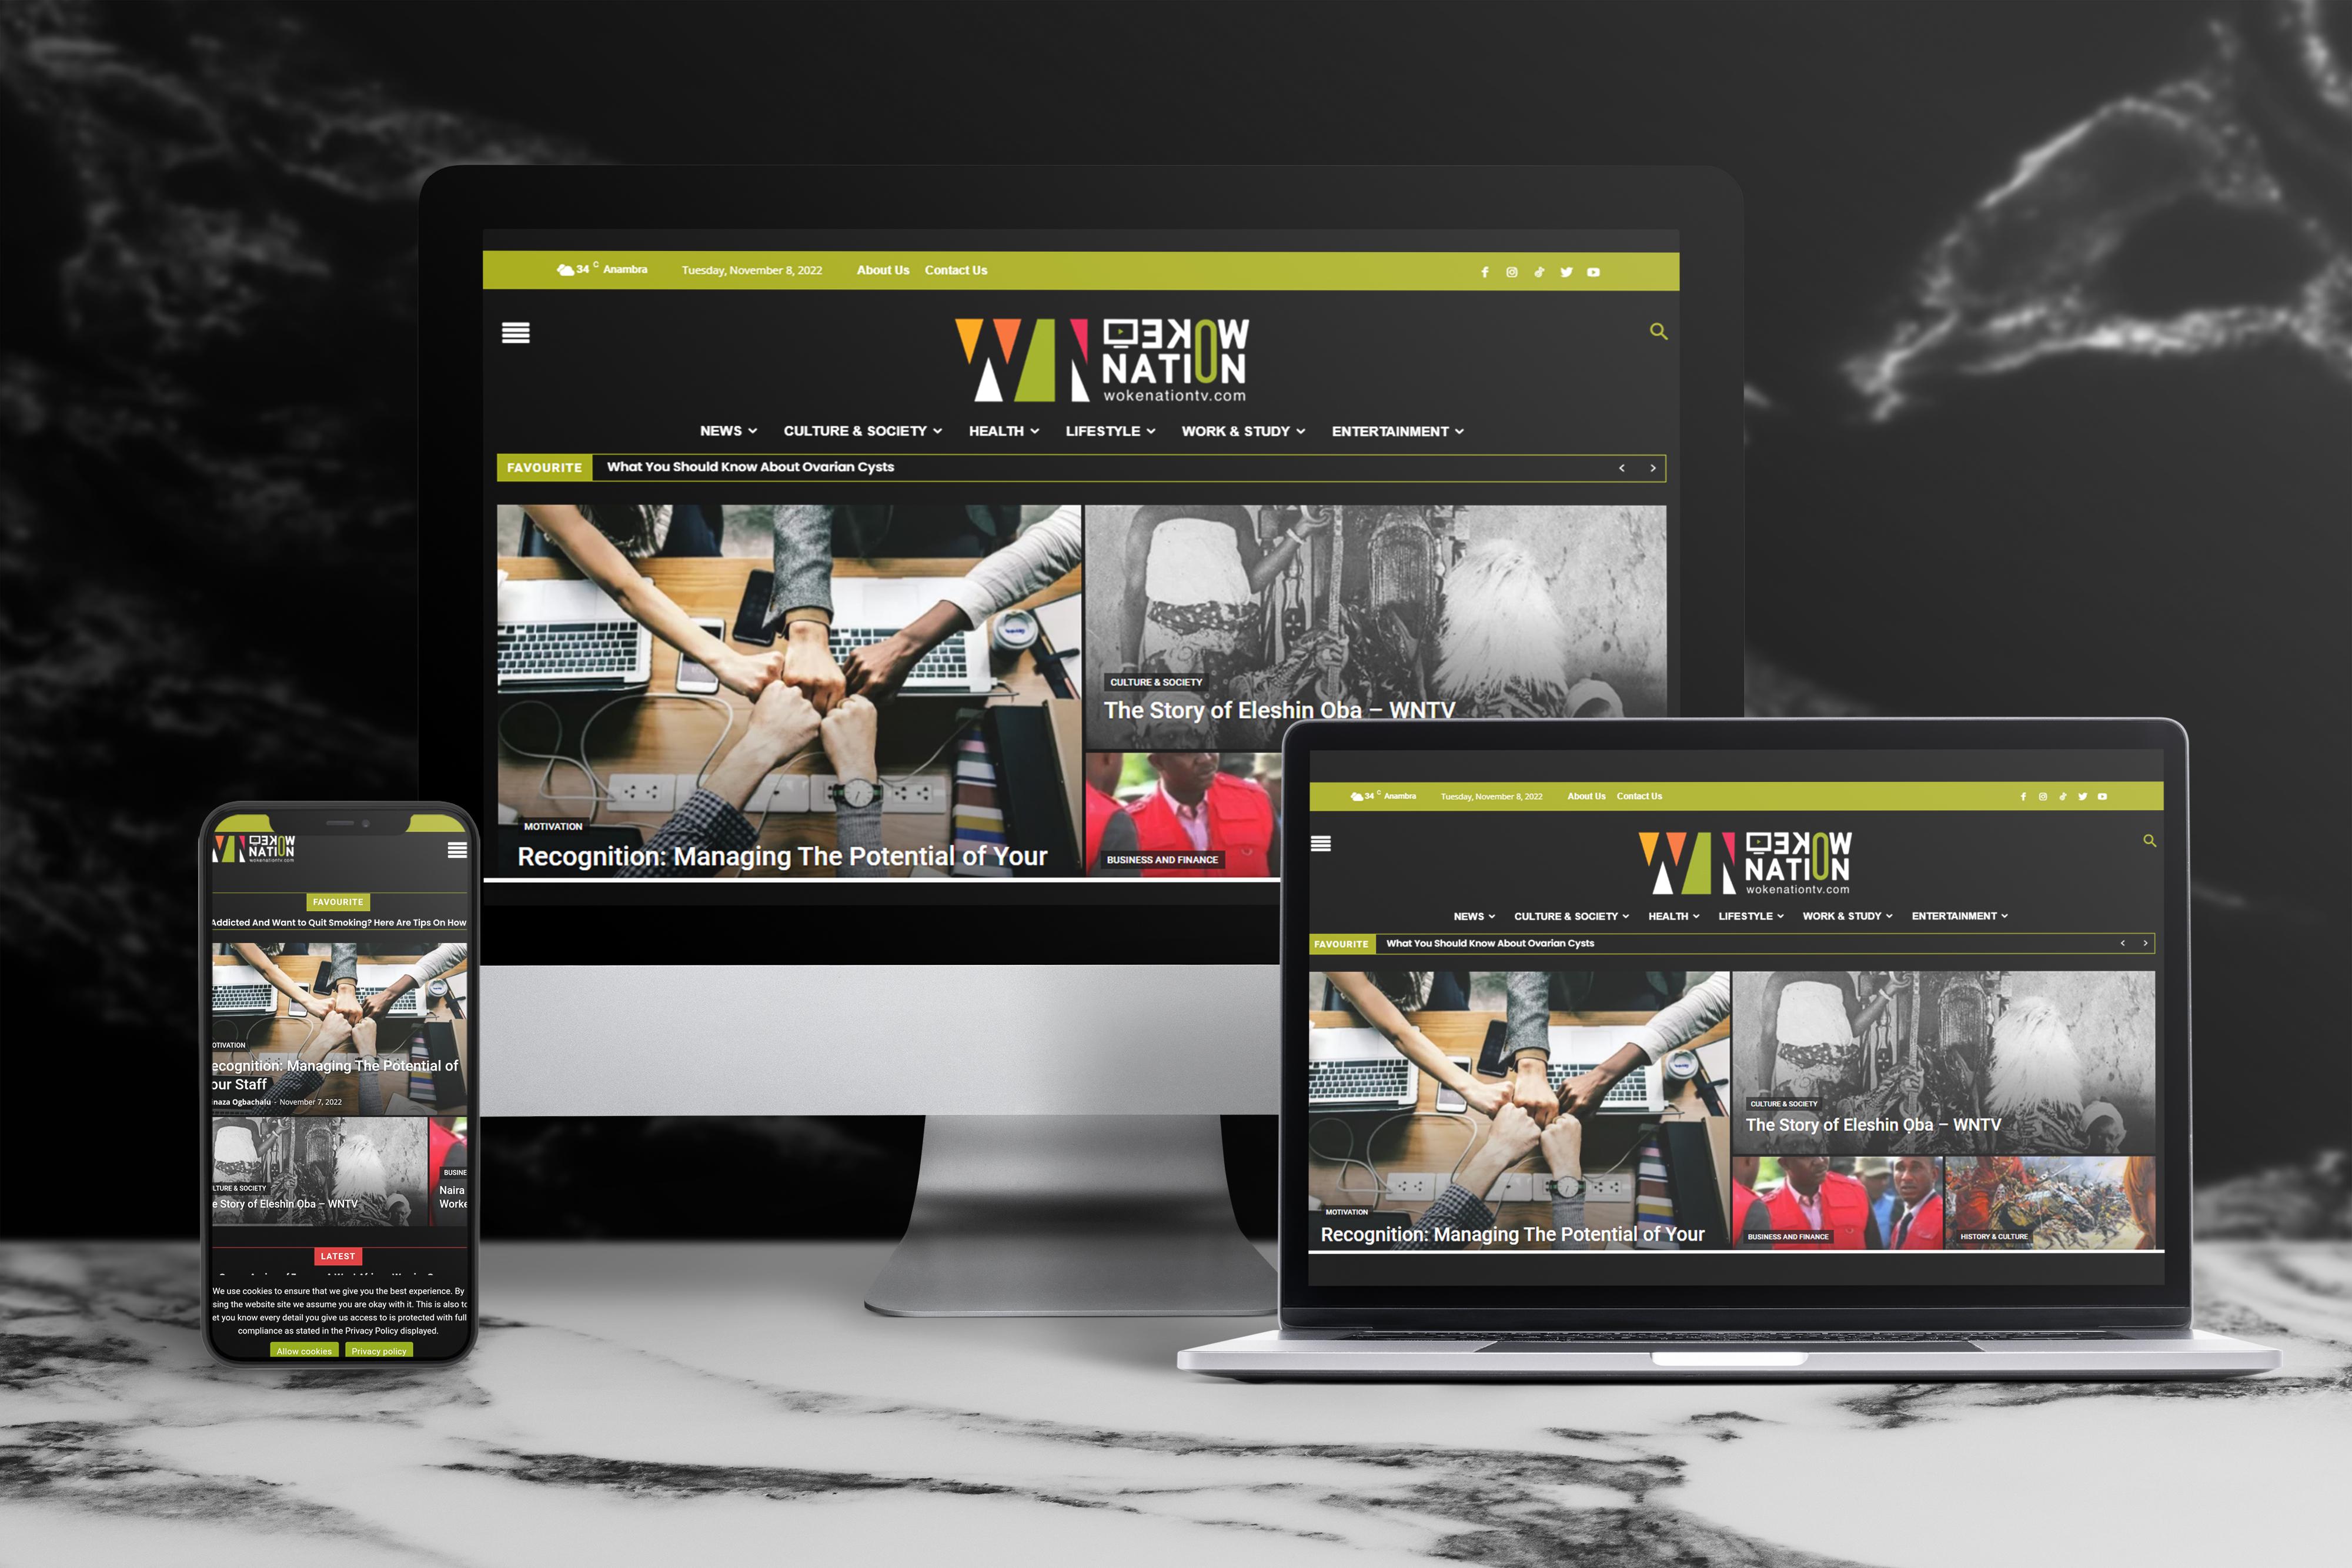 34 C Anambra
Tuesday, November 8, 2022
About Us
Contact Us
WN
WOKE
NATION
wokenationtv.com
NEWS
CULTURE & SOCIETY
HEALTH
LIFESTYLE
WORK & STUDY
ENTERTAINMENT
FAVOURITE
What You Should Know About Ovarian Cysts
CULTURE & SOCIETY
The Story of Eleshin Oba – WNTV
MOTIVATION
Recognition: Managing The Potential of Your
BUSINESS AND FINANCE
WN
WOKE
NATION
wokenationtv.com
FAVOURITE
Addicted And Want to Quit Smoking? Here Are Tips On How
OTIVATION
ecognition: Managing The Potential of
our Staff
naza Ogbachalu - November 7, 2022
LTURE & SOCIETY
e Story of Eleshin Oba – WNTV
BUSINE
Naira
Worke
LATEST
We use cookies to ensure that we give you the best experience. By
sing the website site we assume you are okay with it. This is also to
et you know every detail you give us access to is protected with full
compliance as stated in the Privacy Policy displayed.
Allow cookies
Privacy policy
34 C Anambra
Tuesday, November 8, 2022
About Us
Contact Us
WN
WOKE
NATION
wokenationtv.com
NEWS
CULTURE & SOCIETY
HEALTH
LIFESTYLE
WORK & STUDY
ENTERTAINMENT
FAVOURITE
What You Should Know About Ovarian Cysts
CULTURE & SOCIETY
The Story of Eleshin Oba – WNTV
MOTIVATION
Recognition: Managing The Potential of Your
BUSINESS AND FINANCE
HISTORY & CULTURE